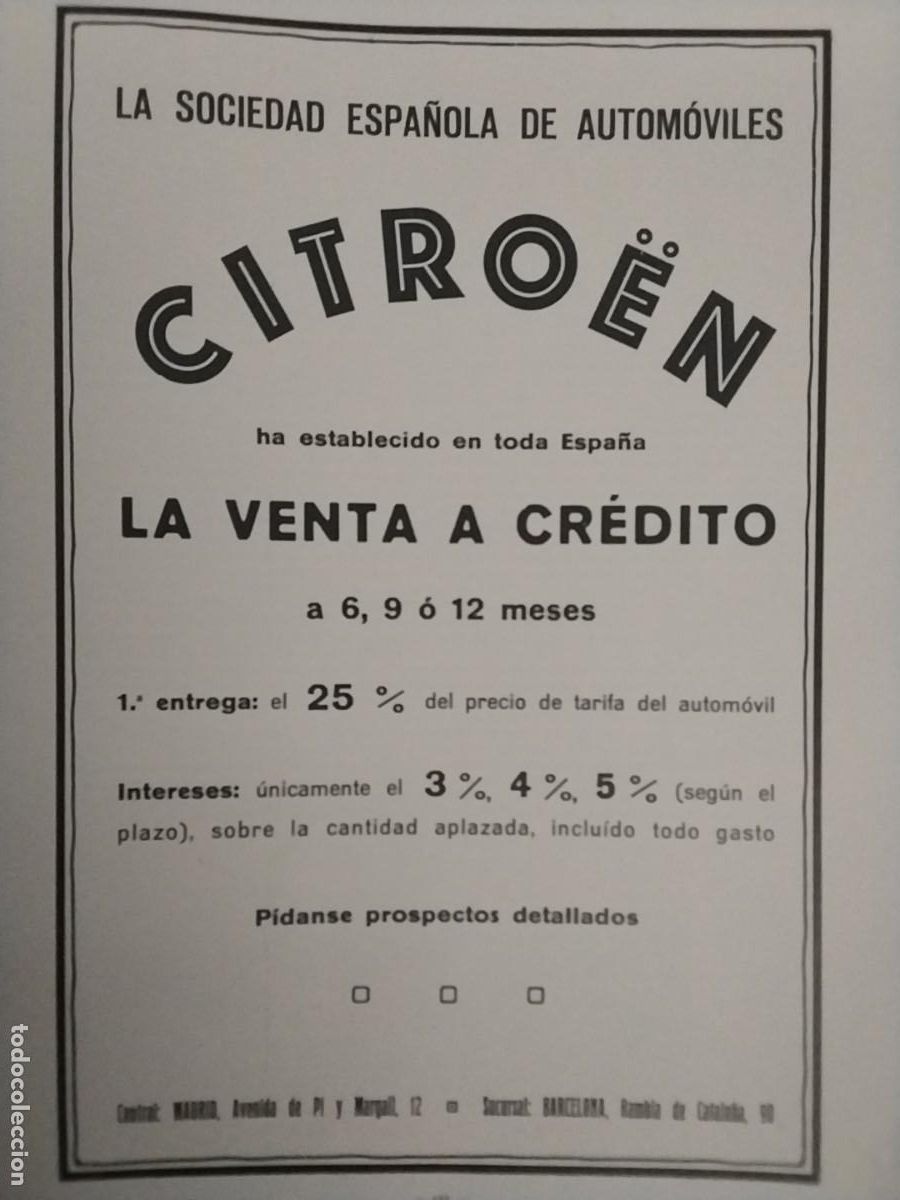 LA SOCIEDAD ESPAÑOLA DE AUTOMÓVILES
CITROËN
ha establecido en toda España
LA VENTA A CRÉDITO
a 6, 9 ó 12 meses
1.ª entrega: el 25 % del precio de tarifa del automóvil
Intereses: únicamente el 3 %, 4 %, 5 % (según el
plazo), sobre la cantidad aplazada, incluído todo gasto
Pídanse prospectos detallados
Central: MADRID, Avenida de Pi y Margall, 12 = Sucursal: BARCELONA, Rambla de Cataluña, 90
todocoleccion